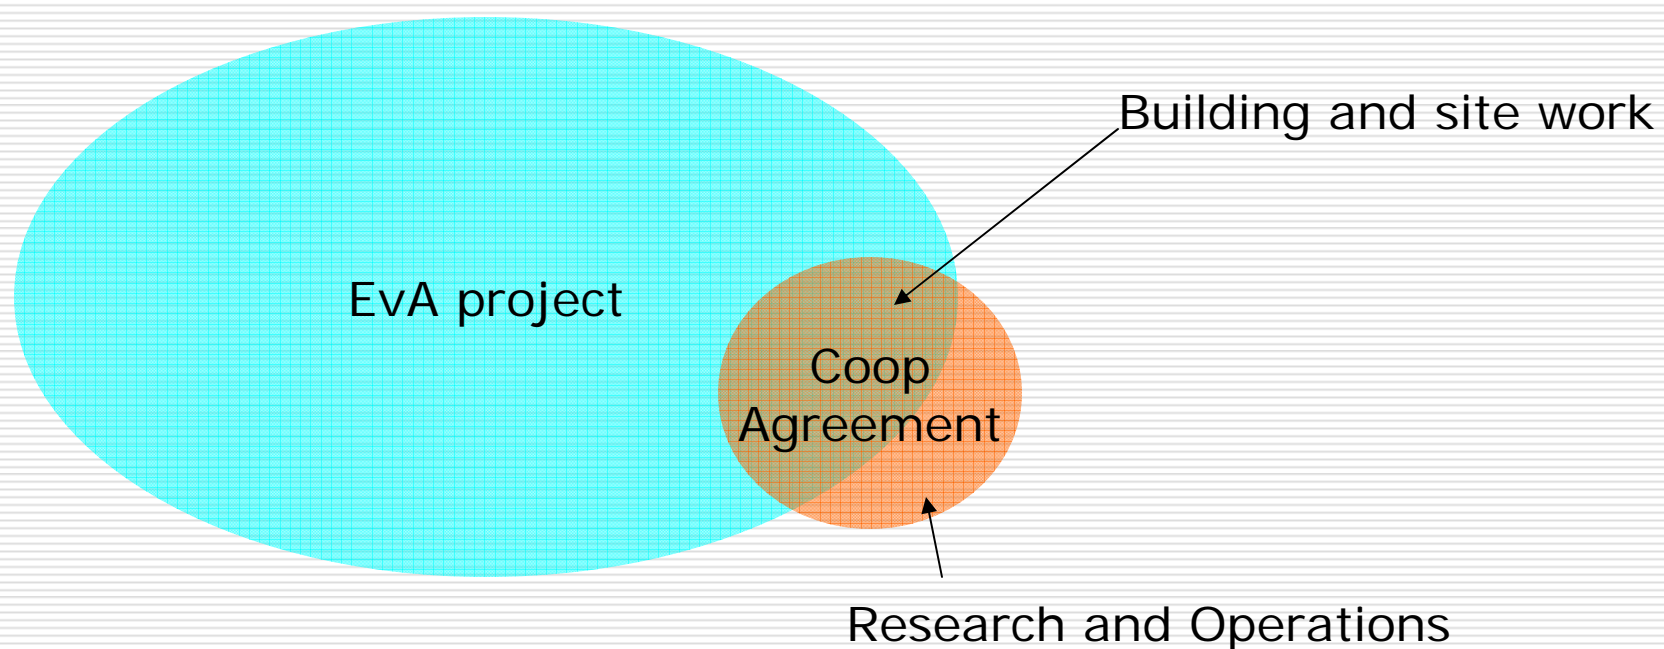 Building and site work
EvA project
Coop
Agreement
Research and Operations